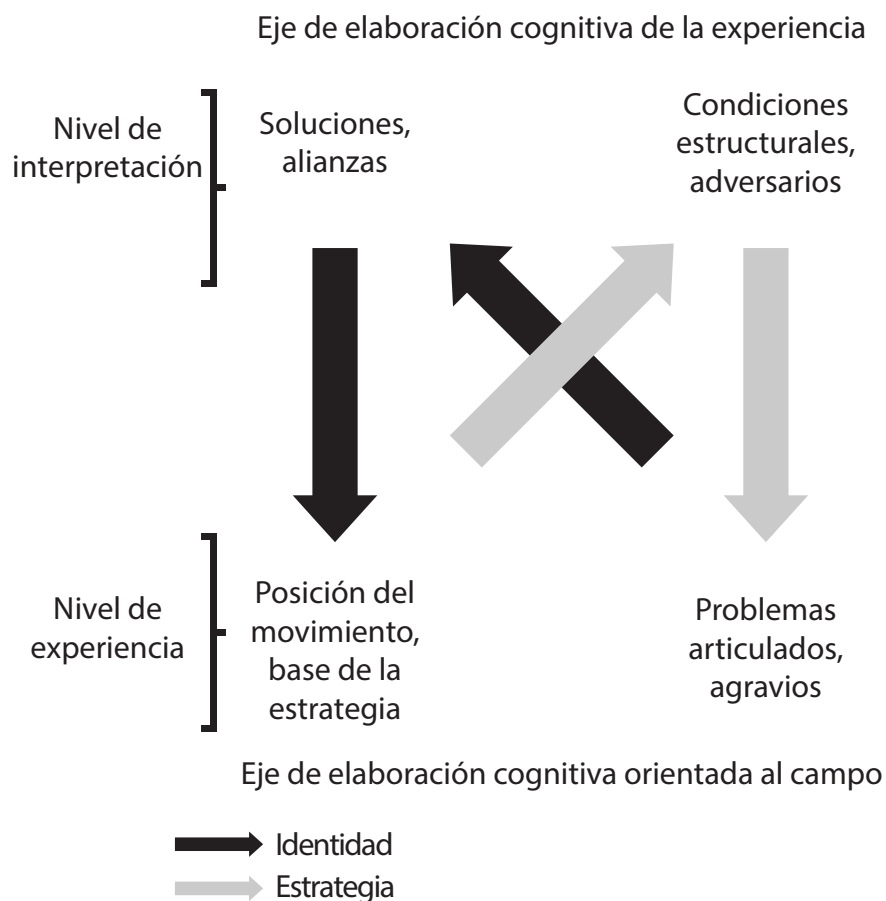 Eje de elaboración cognitiva de la experiencia
Nivel de
interpretación
Soluciones,
alianzas
Condiciones
estructurales,
adversarios
Nivel de
experiencia
Posición del
movimiento,
base de la
estrategia
Problemas
articulados,
agravios
Eje de elaboración cognitiva orientada al campo
Identidad
Estrategia